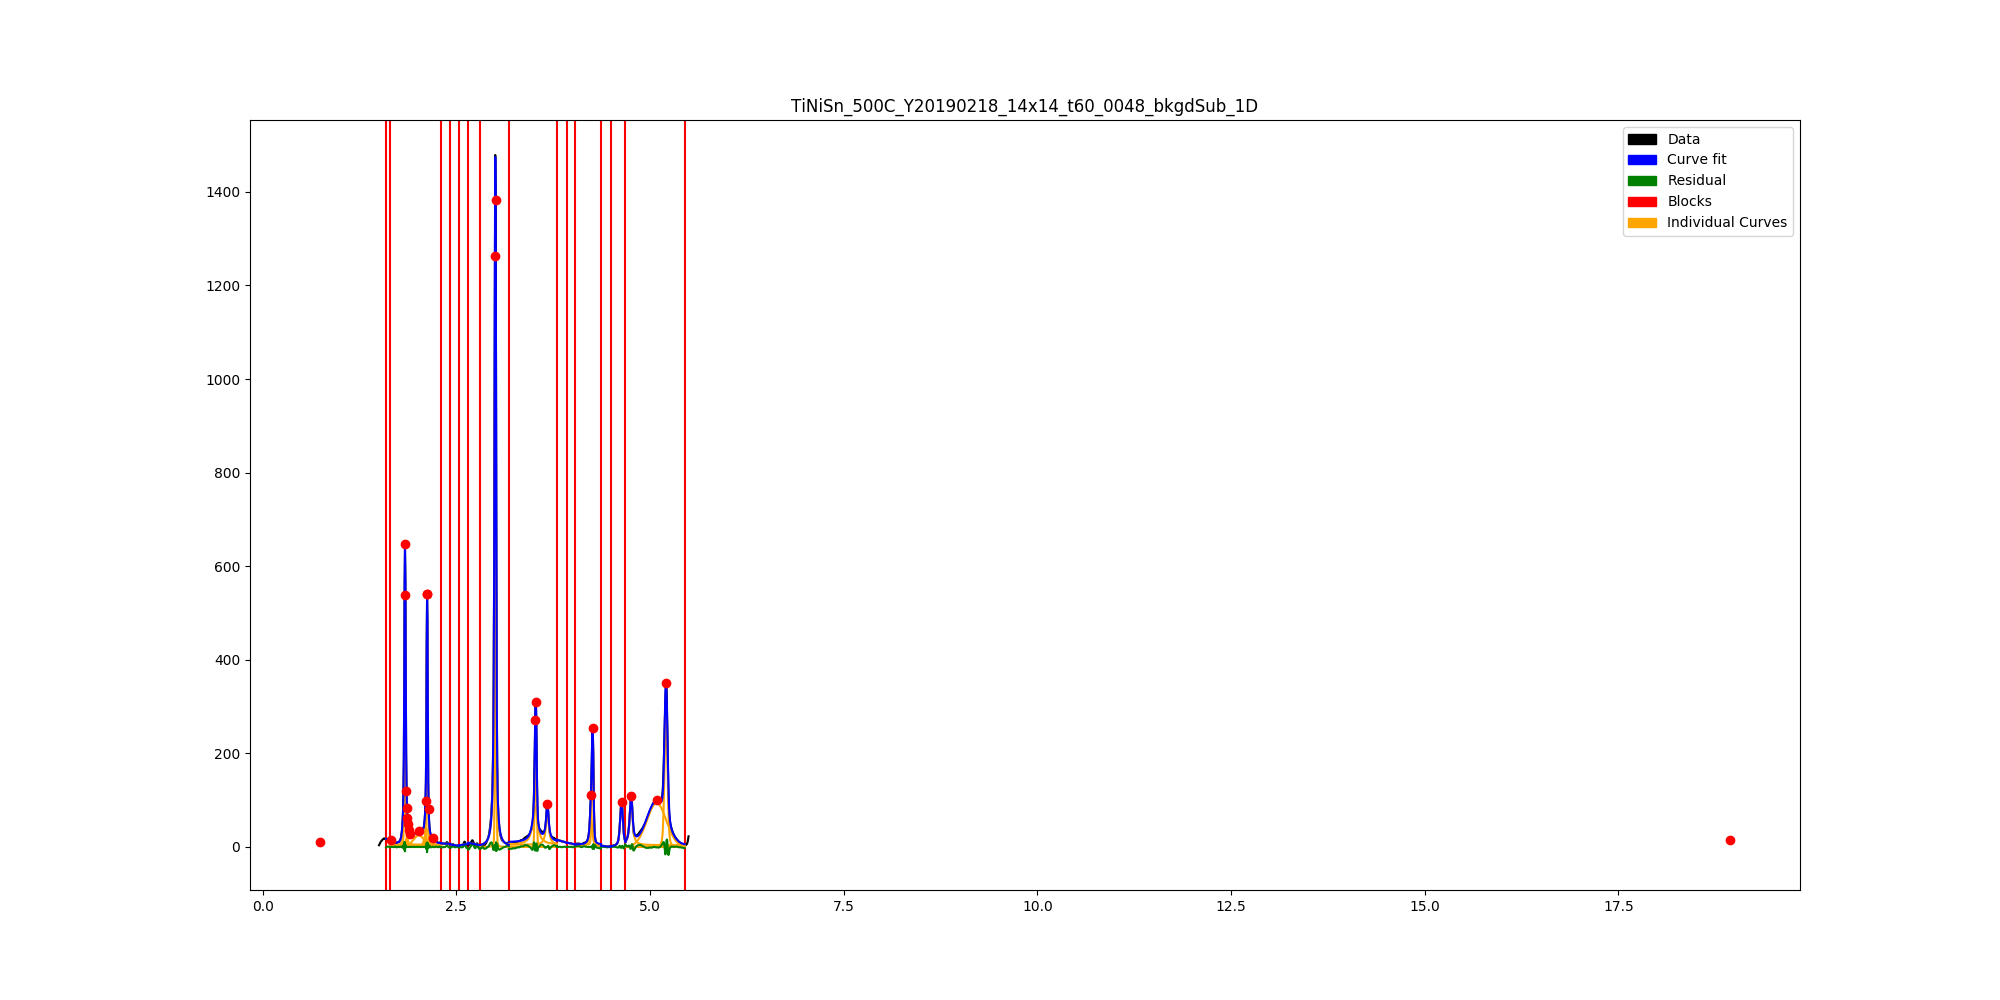 TiNiSn_500C_Y20190218_14x14_t60_0048_bkgdSub_1D
Data
Curve fit
Residual
Blocks
Individual Curves
1400
1200
1000
800
600
400
200
0
0.0 2.5 5.0 7.5 10.0 12.5 15.0 17.5